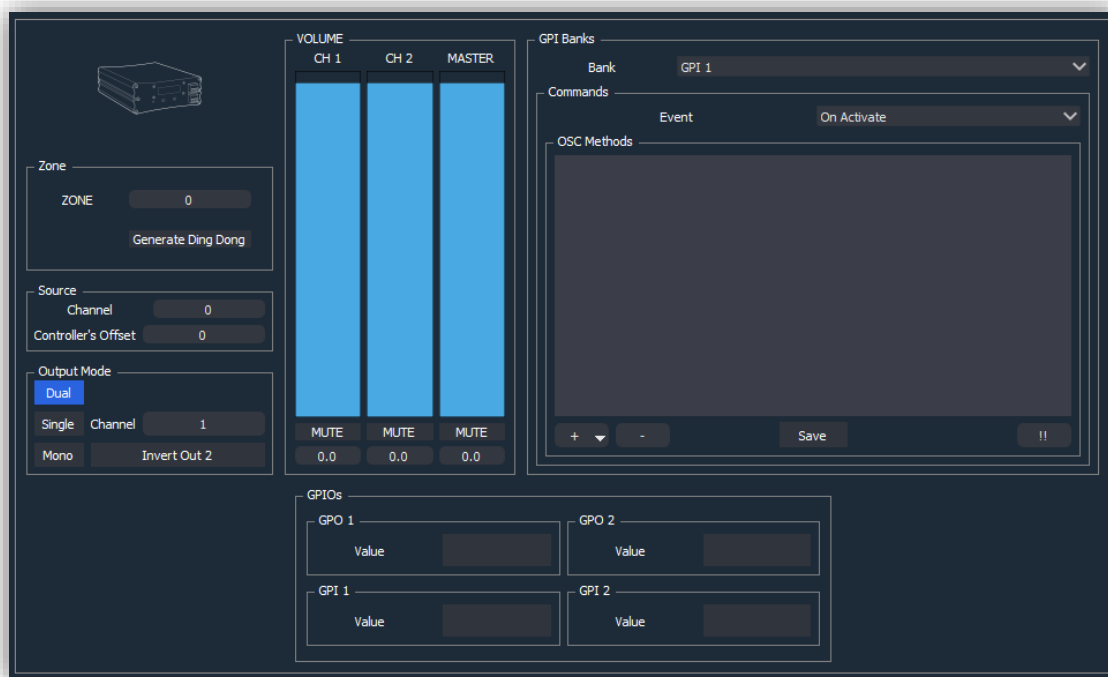 Zone
ZONE 0
Generate Ding Dong
Source
Channel 0
Controller's Offset 0
Output Mode
Dual
Single Channel 1
Mono Invert Out 2
VOLUME
CH 1 CH 2 MASTER
MUTE MUTE MUTE
0.0 0.0 0.0
GPI Banks
Bank GPI 1
Commands
Event On Activate
OSC Methods
+ - Save !!
GPIOs
GPO 1 GPO 2
Value Value
GPI 1 GPI 2
Value Value